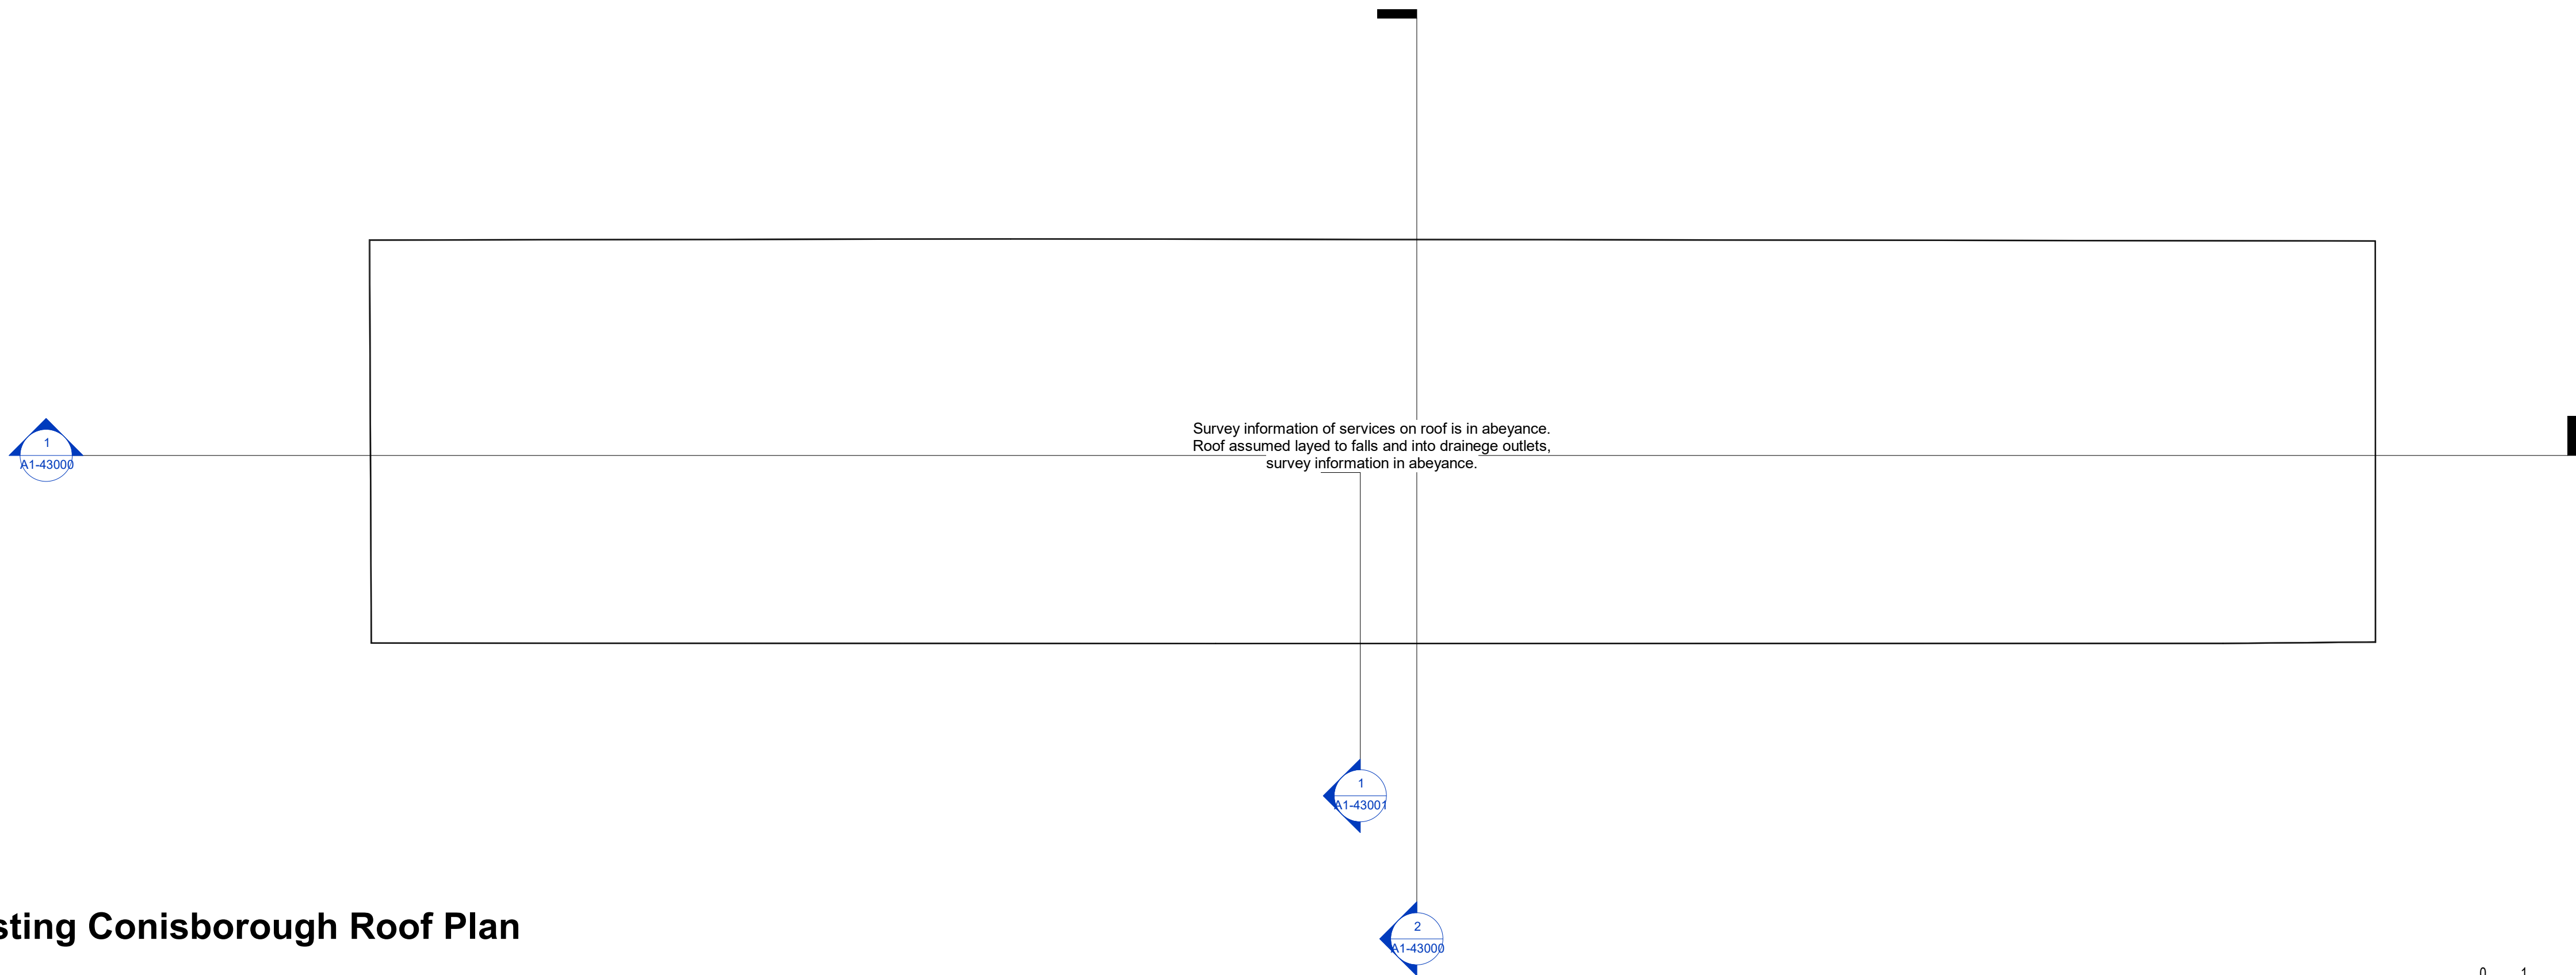 Survey information of services on roof is in abeyance.
Roof assumed layed to falls and into drainege outlets,
survey information in abeyance.
1
A1-43000
1
A1-43001
2
A1-43000
sting Conisborough Roof Plan
0 1